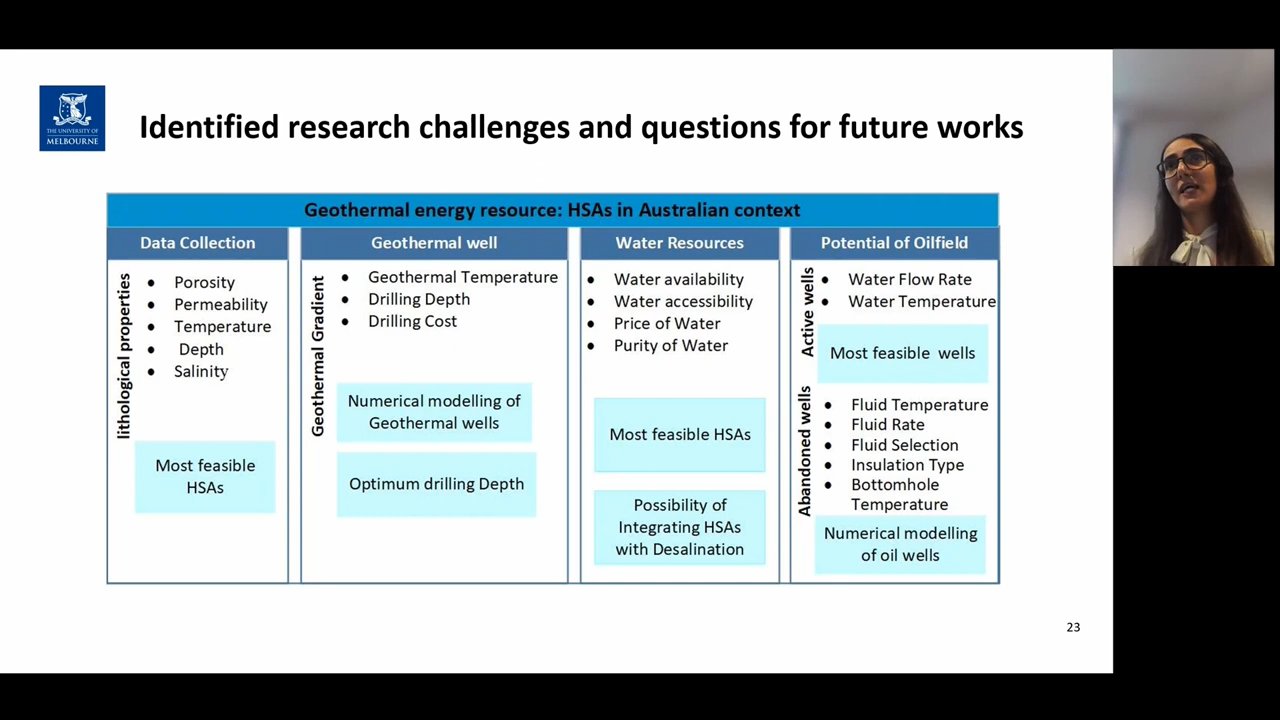 THE UNIVERSITY OF
MELBOURNE
Identified research challenges and questions for future works
Geothermal energy resource: HSAs in Australian context
Data Collection
lithological properties
Porosity
Permeability
Temperature
Depth
Salinity
Most feasible
HSAs
Geothermal well
Geothermal Gradient
Geothermal Temperature
Drilling Depth
Drilling Cost
Numerical modelling of
Geothermal wells
Optimum drilling Depth
Water Resources
Water availability
Water accessibility
Price of Water
Purity of Water
Most feasible HSAs
Possibility of
Integrating HSAs
with Desalination
Potential of Oilfield
Active wells
Water Flow Rate
Water Temperature
Most feasible wells
Abandoned wells
Fluid Temperature
Fluid Rate
Fluid Selection
Insulation Type
Bottomhole
Temperature
Numerical modelling
of oil wells
23